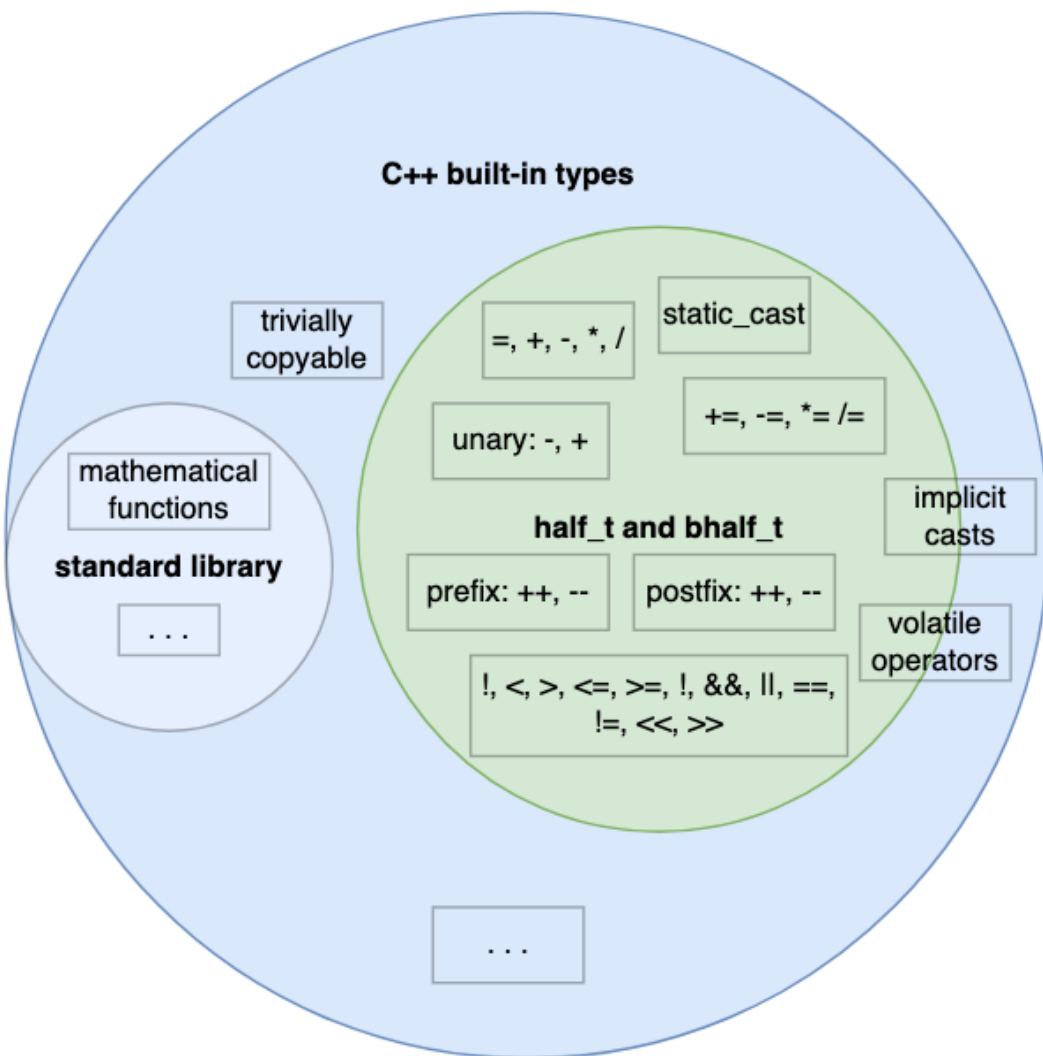 C++ built-in types
trivially
copyable
=, +, -, *, /
static_cast
unary: -, +
+=, -=, *= /=
mathematical
functions
standard library
. . .
half_t and bhalf_t
implicit
casts
prefix: ++, --
postfix: ++, --
volatile
operators
!, <, >, <=, >=, !, &&, ||, ==,
!=, <<, >>
. . .